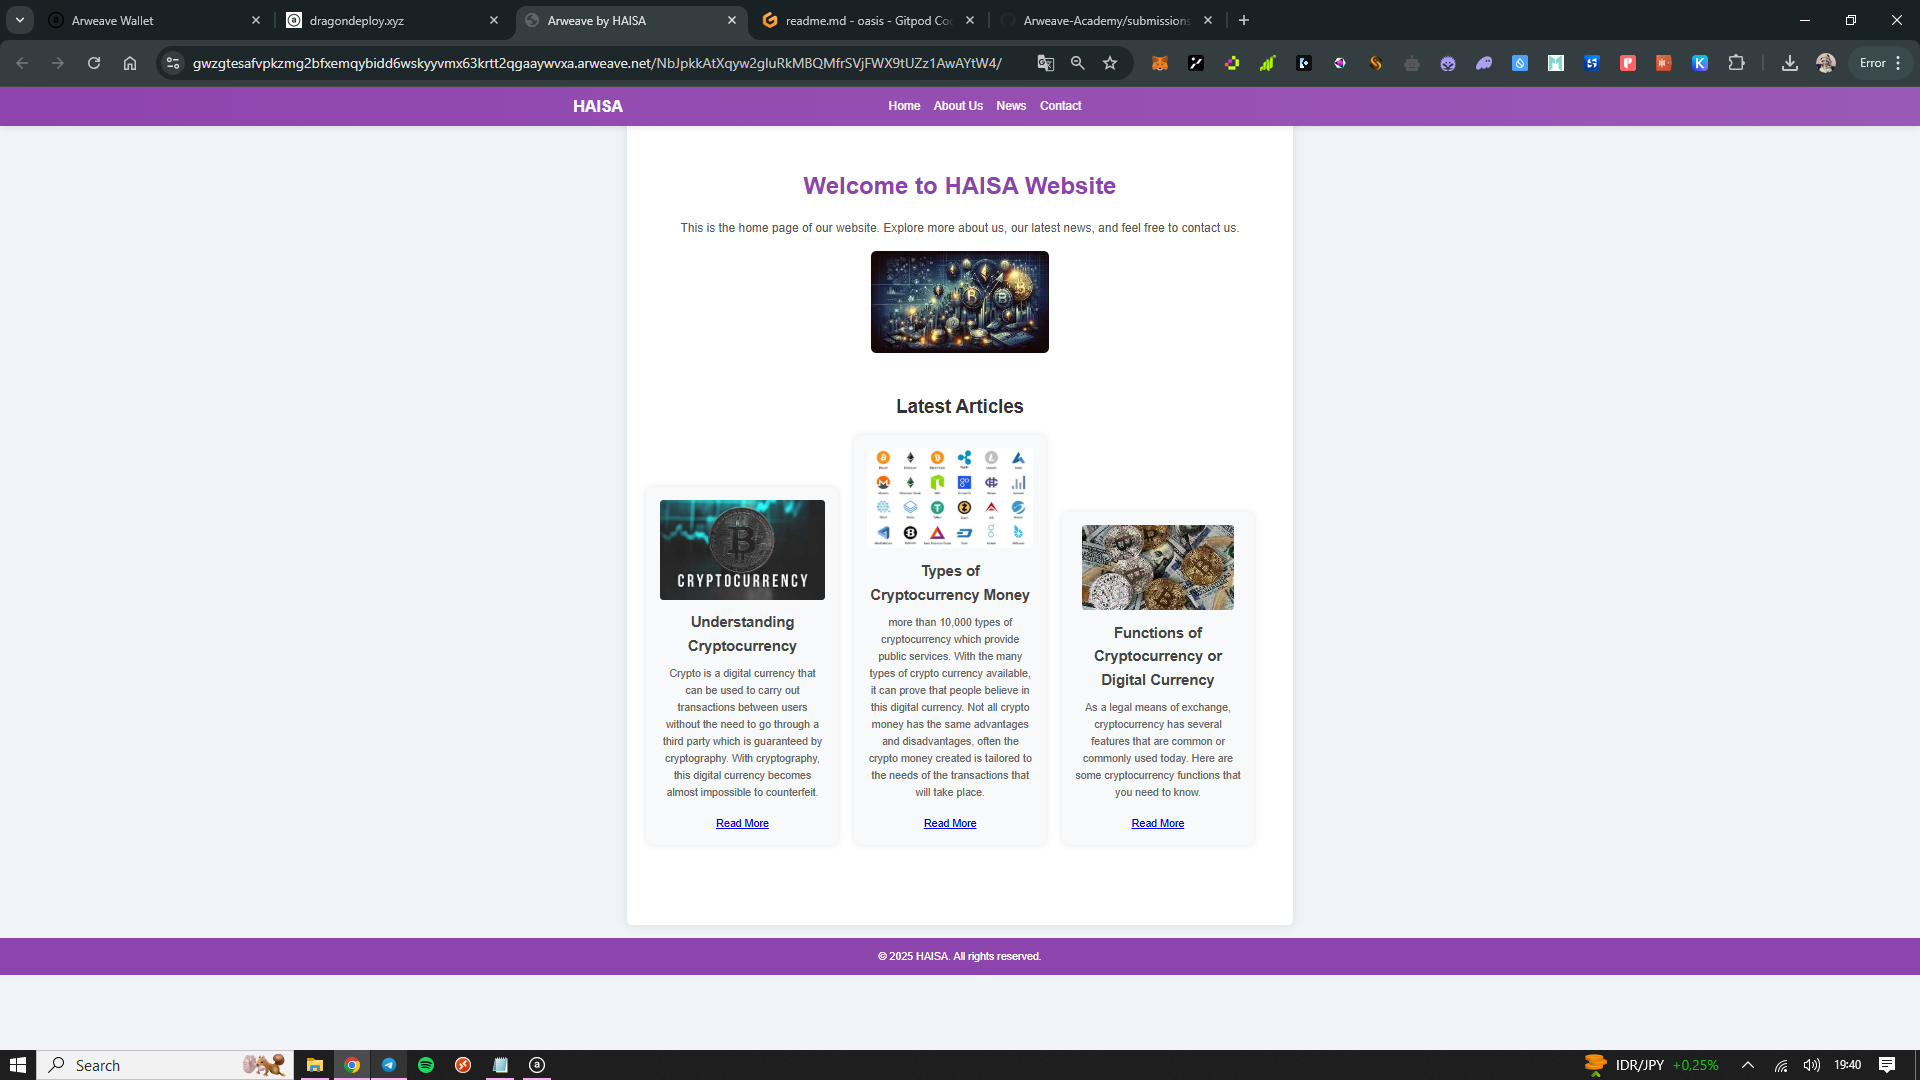 Arweave Wallet
dragondeploy.xyz
Arweave by HAISA
readme.md - oasis - Gitpod Co
Arweave-Academy/submissions
gwzgtesafvpkzmg2bfxemqybidd6wskyyvmx63krtt2qgaaywvxa.arweave.net/NbJpkkAtXqyw2gluRkMBQMfrSVjFWX9tUZz1AwAYtW4/
Error
HAISA
Home
About Us
News
Contact
Welcome to HAISA Website
This is the home page of our website. Explore more about us, our latest news, and feel free to contact us.
Latest Articles
CRYPTOCURRENCY
Understanding
Cryptocurrency
Crypto is a digital currency that
can be used to carry out
transactions between users
without the need to go through a
third party which is guaranteed by
cryptography. With cryptography,
this digital currency becomes
almost impossible to counterfeit.
Read More
Types of
Cryptocurrency Money
more than 10,000 types of
cryptocurrency which provide
public services. With the many
types of crypto currency available,
it can prove that people believe in
this digital currency. Not all crypto
money has the same advantages
and disadvantages, often the
crypto money created is tailored to
the needs of the transactions that
will take place.
Read More
Functions of
Cryptocurrency or
Digital Currency
As a legal means of exchange,
cryptocurrency has several
features that are common or
commonly used today. Here are
some cryptocurrency functions that
you need to know.
Read More
© 2025 HAISA. All rights reserved.
Search
IDR/JPY +0,25%
19:40